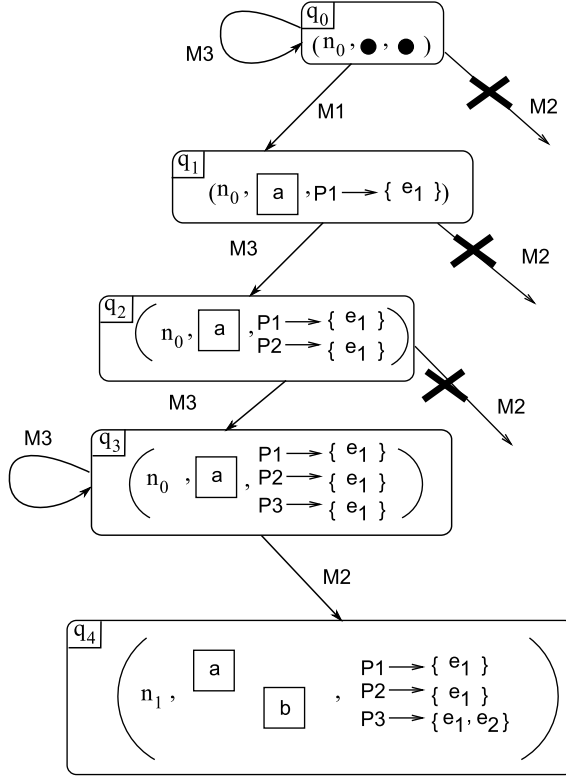 q0
(n0, ●, ●)
M3
M2
M1
q1
(n0, a, P1 → { e1 })
M3
M2
q2
( n0, a, P1 → { e1 }
P2 → { e1 } )
M3
M2
M3
q3
P1 → { e1 }
( n0, a, P2 → { e1 } )
P3 → { e1 }
M2
q4
a
P1 → { e1 }
( n1, b, P2 → { e1 } )
P3 → {e1, e2}